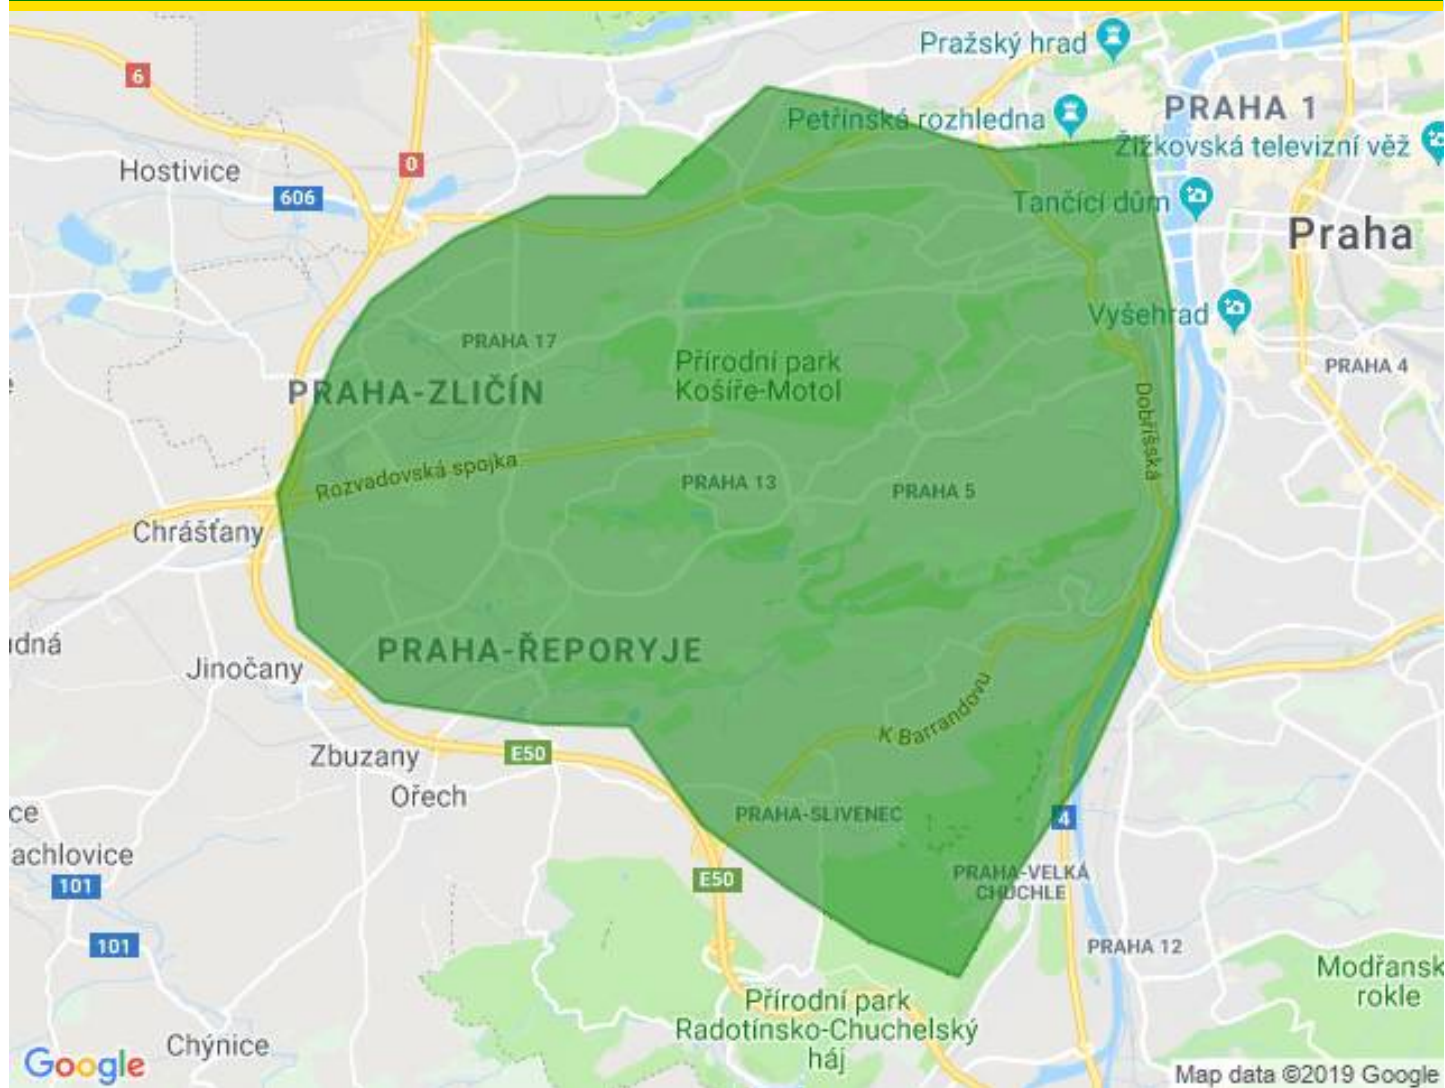 Pražský hrad
6
PRAHA 1
Petřínská rozhledna
Žižkovská televizní věž
0
Hostivice
606
Tančící dům
Praha
Vyšehrad
PRAHA 17
Přírodní park
Košíře-Motol
PRAHA 4
PRAHA-ZLIČÍN
Dobříšská
Rozvadovská spojka
PRAHA 13
PRAHA 5
Chrášťany
udná
PRAHA-ŘEPORYJE
Jinočany
K Barrandovu
Zbuzany
E50
Ořech
ce
PRAHA-SLIVENEC
4
achlovice
101
E50
PRAHA-VELKÁ
CHUCHLE
101
PRAHA 12
Modřansk
rokle
Přírodní park
Radotínsko-Chuchelský
háj
Chýnice
Google
Map data ©2019 Google